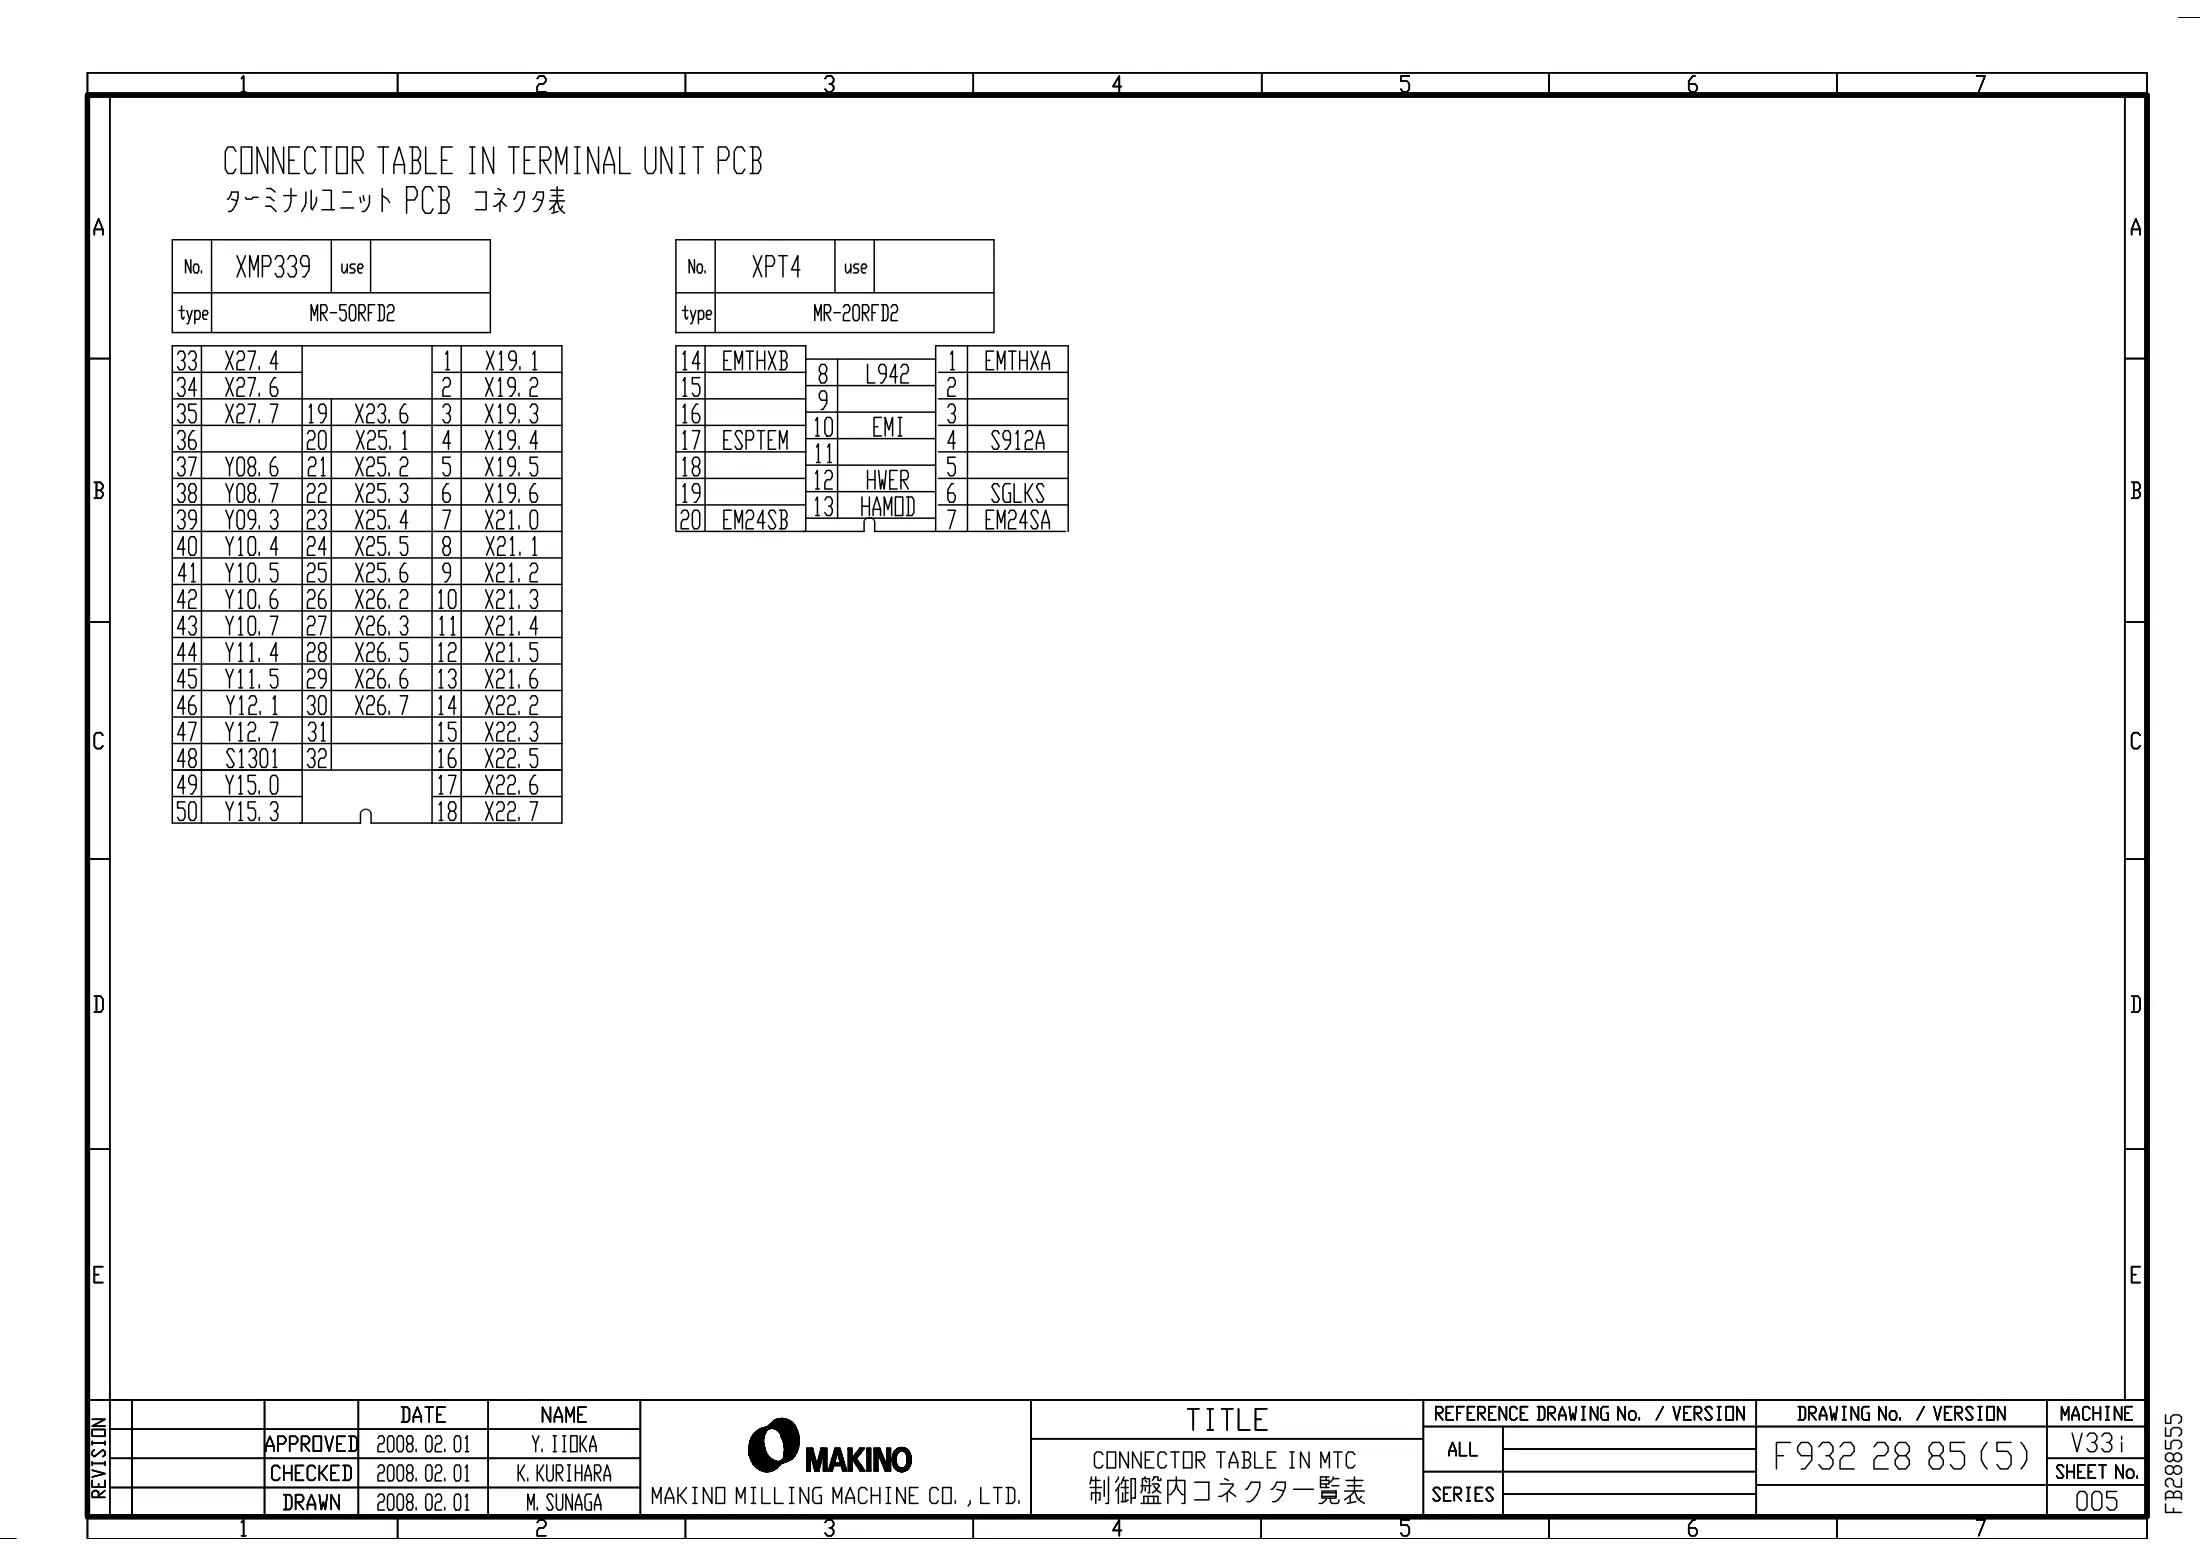 1 2 3 4 5 6 7
CONNECTOR TABLE IN TERMINAL UNIT PCB
ターミナルユニット PCB コネクタ表
A A
No. XMP339 use
type MR-50RFD2
33 X27.4 1 X19.1
34 X27.6 2 X19.2
35 X27.7 19 X23.6 3 X19.3
36 20 X25.1 4 X19.4
37 Y08.6 21 X25.2 5 X19.5
38 Y08.7 22 X25.3 6 X19.6
39 Y09.3 23 X25.4 7 X21.0
40 Y10.4 24 X25.5 8 X21.1
41 Y10.5 25 X25.6 9 X21.2
42 Y10.6 26 X26.2 10 X21.3
43 Y10.7 27 X26.3 11 X21.4
44 Y11.4 28 X26.5 12 X21.5
45 Y11.5 29 X26.6 13 X21.6
46 Y12.1 30 X26.7 14 X22.2
47 Y12.7 31 15 X22.3
48 S1301 32 16 X22.5
49 Y15.0 17 X22.6
50 Y15.3 18 X22.7
No. XPT4 use
type MR-20RFD2
14 EMTHXB 1 EMTHXA
8 L942
15 2
9
16 3
10 EMI
17 ESPTEM 4 S912A
11
18 5
12 HWER
19 6 SGLKS
13 HAMOD
20 EM24SB 7 EM24SA
B B
C C
D D
E E
REVISION
DATE NAME
APPROVED 2008.02.01 Y. IIOKA
CHECKED 2008.02.01 K. KURIHARA
DRAWN 2008.02.01 M. SUNAGA
MAKINO
MAKINO MILLING MACHINE CO., LTD.
TITLE
CONNECTOR TABLE IN MTC
制御盤内コネクタ一覧表
REFERENCE DRAWING No. / VERSION
ALL
SERIES
DRAWING No. / VERSION
F932 28 85 (5)
MACHINE
V33i
SHEET No.
005
FB288555
1 2 3 4 5 6 7